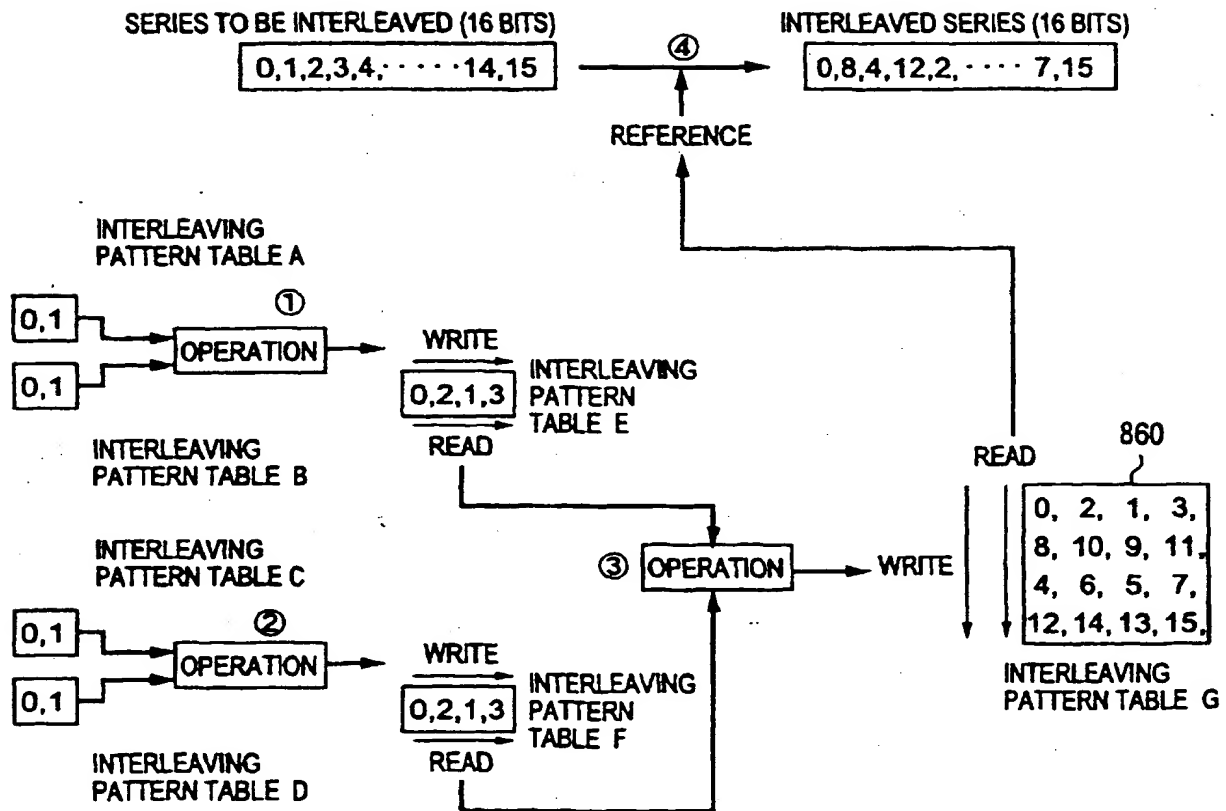 SERIES TO BE INTERLEAVED (16 BITS)
0,1,2,3,4,·····14,15
④
INTERLEAVED SERIES (16 BITS)
0,8,4,12,2,···· 7,15
REFERENCE
INTERLEAVING
PATTERN TABLE A
0,1
0,1
①
OPERATION
INTERLEAVING
PATTERN TABLE B
WRITE
0,2,1,3
READ
INTERLEAVING
PATTERN
TABLE E
INTERLEAVING
PATTERN TABLE C
0,1
0,1
②
OPERATION
INTERLEAVING
PATTERN TABLE D
WRITE
0,2,1,3
READ
INTERLEAVING
PATTERN
TABLE F
③
OPERATION
WRITE
READ
860
0, 2, 1, 3,
8, 10, 9, 11,
4, 6, 5, 7,
12, 14, 13, 15,
INTERLEAVING
PATTERN TABLE G